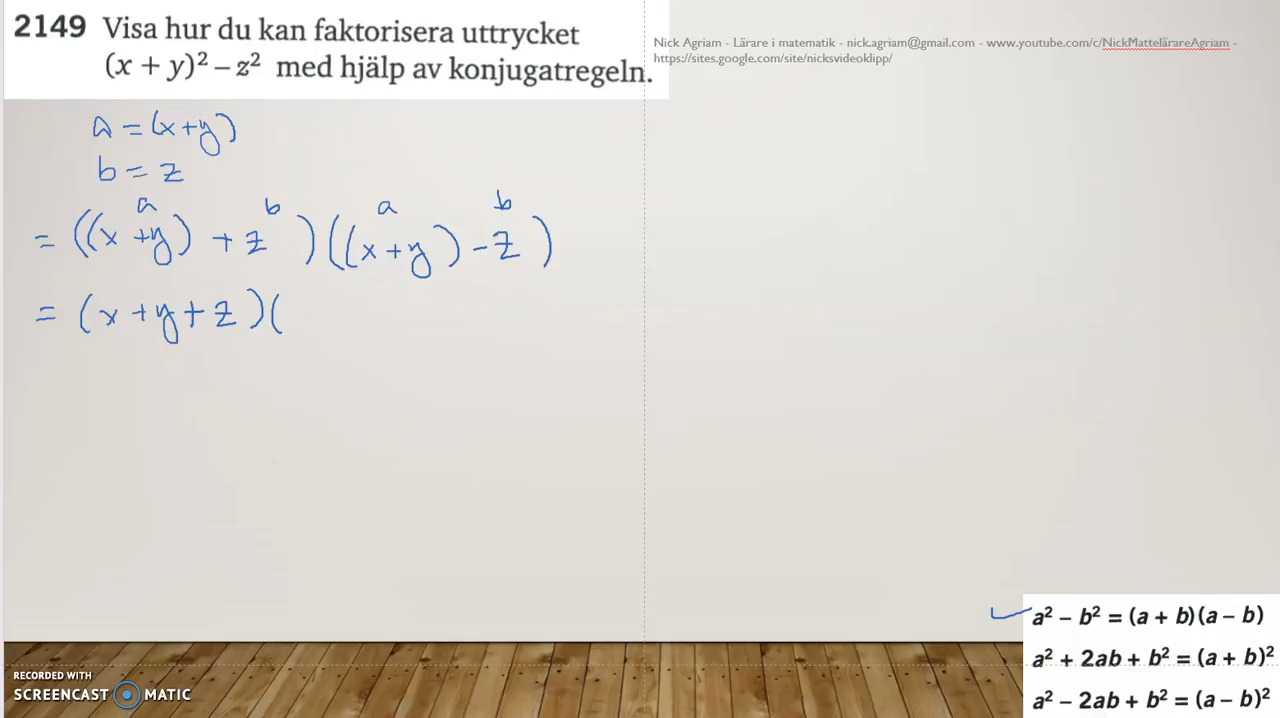 2149 Visa hur du kan faktorisera uttrycket
(x + y)² – z² med hjälp av konjugatregeln.
Nick Agriam - Lärare i matematik - nick.agriam@gmail.com - www.youtube.com/c/NickMattelärareAgriam -
https://sites.google.com/site/nicksvideoklipp/
a = (x+y)
b = z
a b a b
= ((x+y) + z)((x+y) - z)
= (x+y+z)(
a² – b² = (a + b)(a – b)
a² + 2ab + b² = (a + b)²
a² – 2ab + b² = (a – b)²
RECORDED WITH
SCREENCAST MATIC